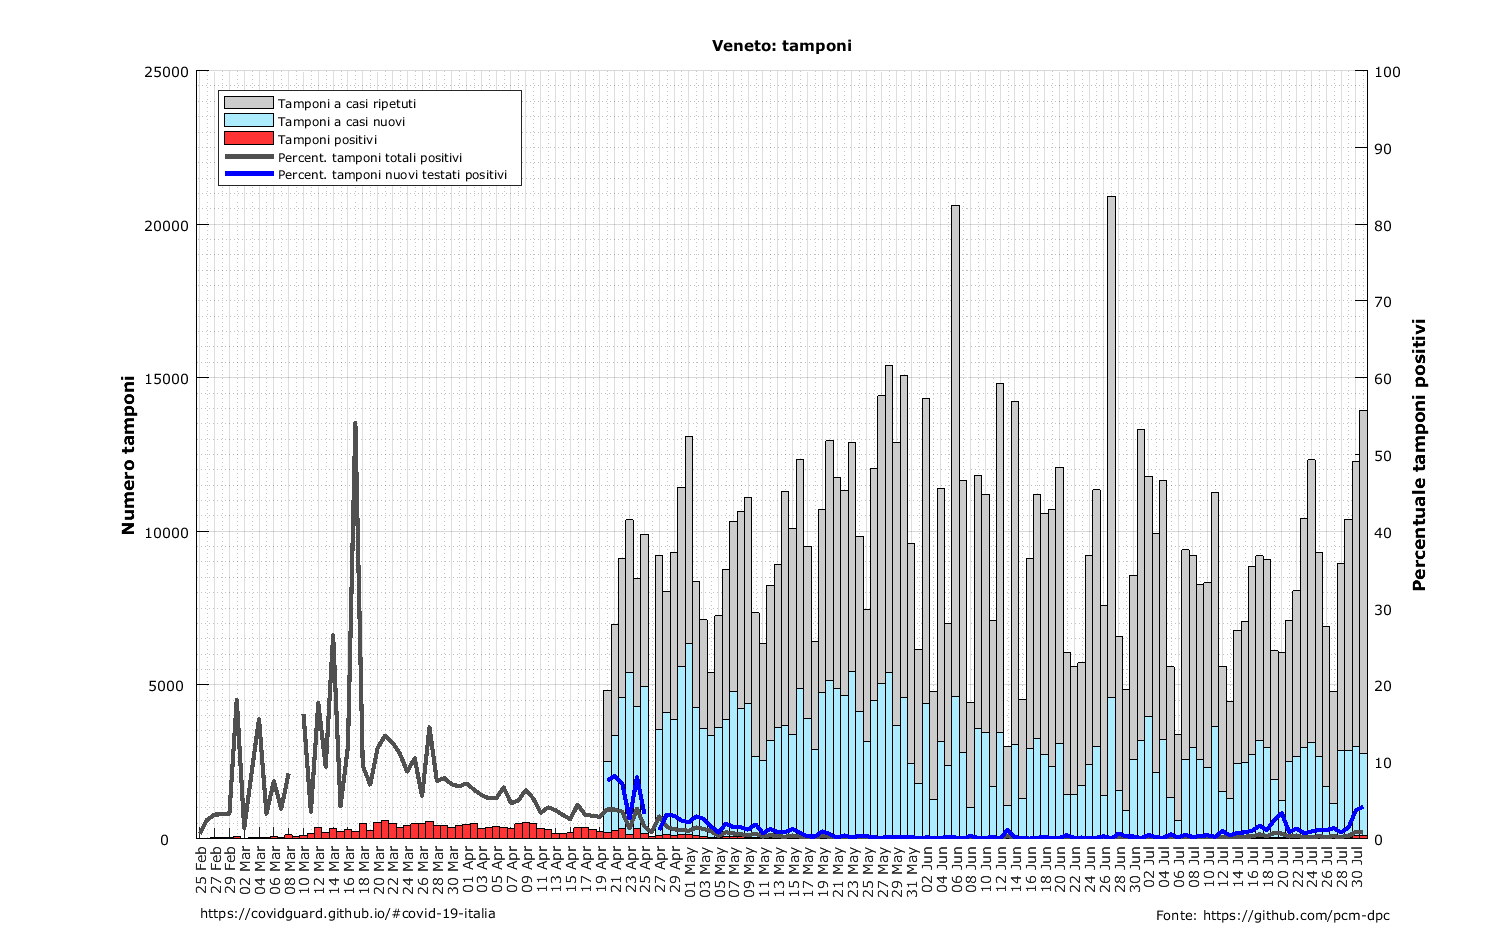 Veneto: tamponi
25000
20000
15000
10000
5000
0
Numero tamponi
Tamponi a casi ripetuti
Tamponi a casi nuovi
Tamponi positivi
Percent. tamponi totali positivi
Percent. tamponi nuovi testati positivi
100
90
80
70
60
50
40
30
20
10
0
Percentuale tamponi positivi
25 Feb
27 Feb
29 Feb
02 Mar
04 Mar
06 Mar
08 Mar
10 Mar
12 Mar
14 Mar
16 Mar
18 Mar
20 Mar
22 Mar
24 Mar
26 Mar
28 Mar
30 Mar
01 Apr
03 Apr
05 Apr
07 Apr
09 Apr
11 Apr
13 Apr
15 Apr
17 Apr
19 Apr
21 Apr
23 Apr
25 Apr
27 Apr
29 Apr
01 May
03 May
05 May
07 May
09 May
11 May
13 May
15 May
17 May
19 May
21 May
23 May
25 May
27 May
29 May
31 May
02 Jun
04 Jun
06 Jun
08 Jun
10 Jun
12 Jun
14 Jun
16 Jun
18 Jun
20 Jun
22 Jun
24 Jun
26 Jun
28 Jun
30 Jun
02 Jul
04 Jul
06 Jul
08 Jul
10 Jul
12 Jul
14 Jul
16 Jul
18 Jul
20 Jul
22 Jul
24 Jul
26 Jul
28 Jul
30 Jul
https://covidguard.github.io/#covid-19-italia
Fonte: https://github.com/pcm-dpc